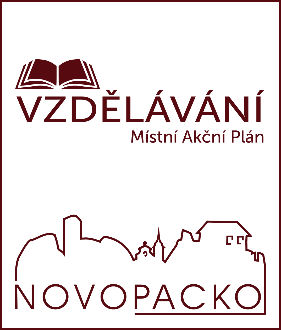 VZDĚLÁVÁNÍ
Místní Akční Plán
NOVOPACKO